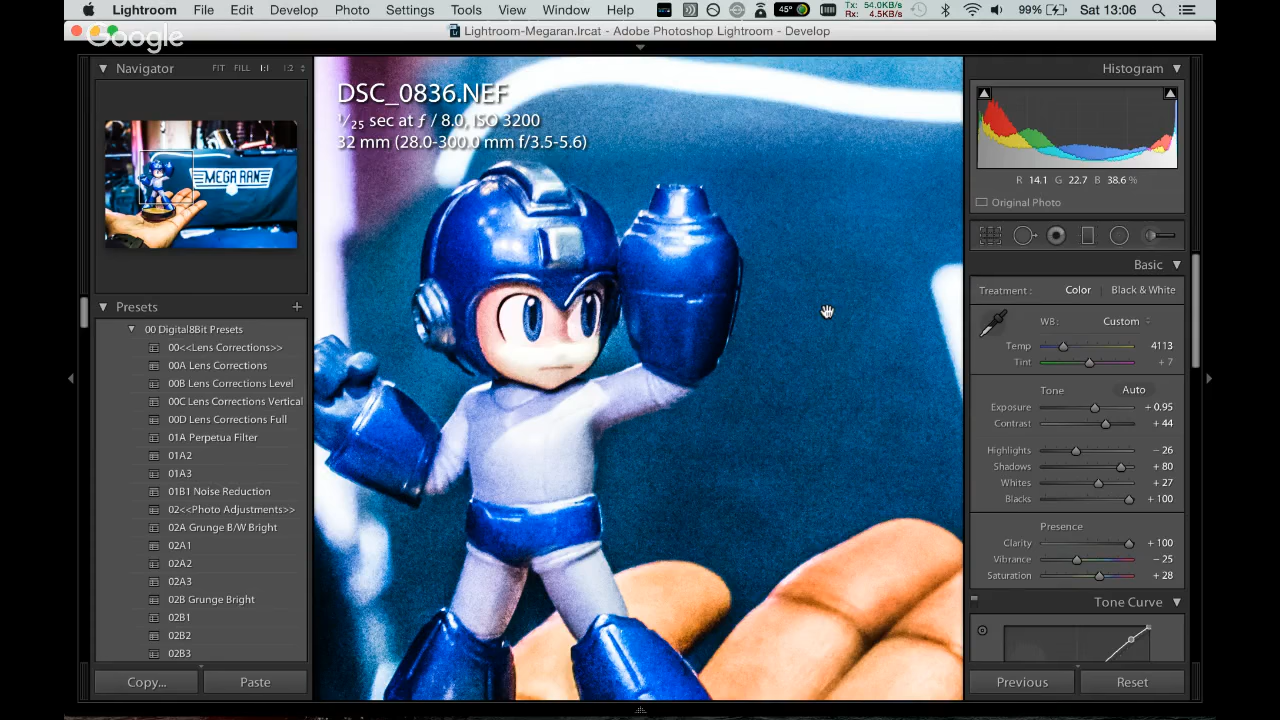 Lightroom File Edit Develop Photo Settings Tools View Window Help 45° Tx: 54.0KB/s Rx: 4.5KB/s 99% Sat 13:06
Google
Lightroom-Megaran.lrcat - Adobe Photoshop Lightroom - Develop
Navigator FIT FILL 1:1 1:2
MEGA RAN
Presets +
00 Digital8Bit Presets
00<<Lens Corrections>>
00A Lens Corrections
00B Lens Corrections Level
00C Lens Corrections Vertical
00D Lens Corrections Full
01A Perpetua Filter
01A2
01A3
01B1 Noise Reduction
02<<Photo Adjustments>>
02A Grunge B/W Bright
02A1
02A2
02A3
02B Grunge Bright
02B1
02B2
02B3
Copy... Paste
DSC_0836.NEF
1/25 sec at ƒ / 8.0, ISO 3200
32 mm (28.0-300.0 mm f/3.5-5.6)
Histogram
R 14.1 G 22.7 B 38.6 %
Original Photo
Basic
Treatment : Color Black & White
WB: Custom
Temp 4113
Tint + 7
Tone Auto
Exposure + 0.95
Contrast + 44
Highlights − 26
Shadows + 80
Whites + 27
Blacks + 100
Presence
Clarity + 100
Vibrance − 25
Saturation + 28
Tone Curve
Previous Reset